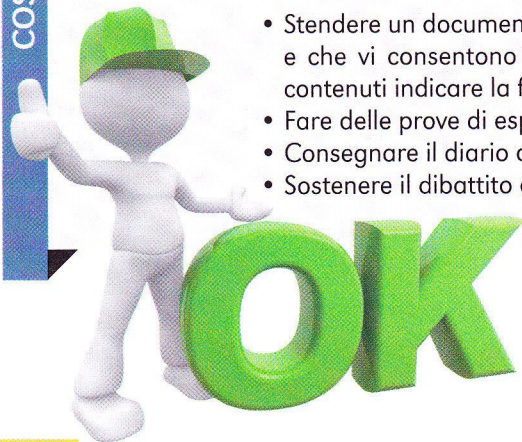 COS
• Stendere un documen
e che vi consentono
contenuti indicare la f
• Fare delle prove di esp
• Consegnare il diario d
• Sostenere il dibattito
OK